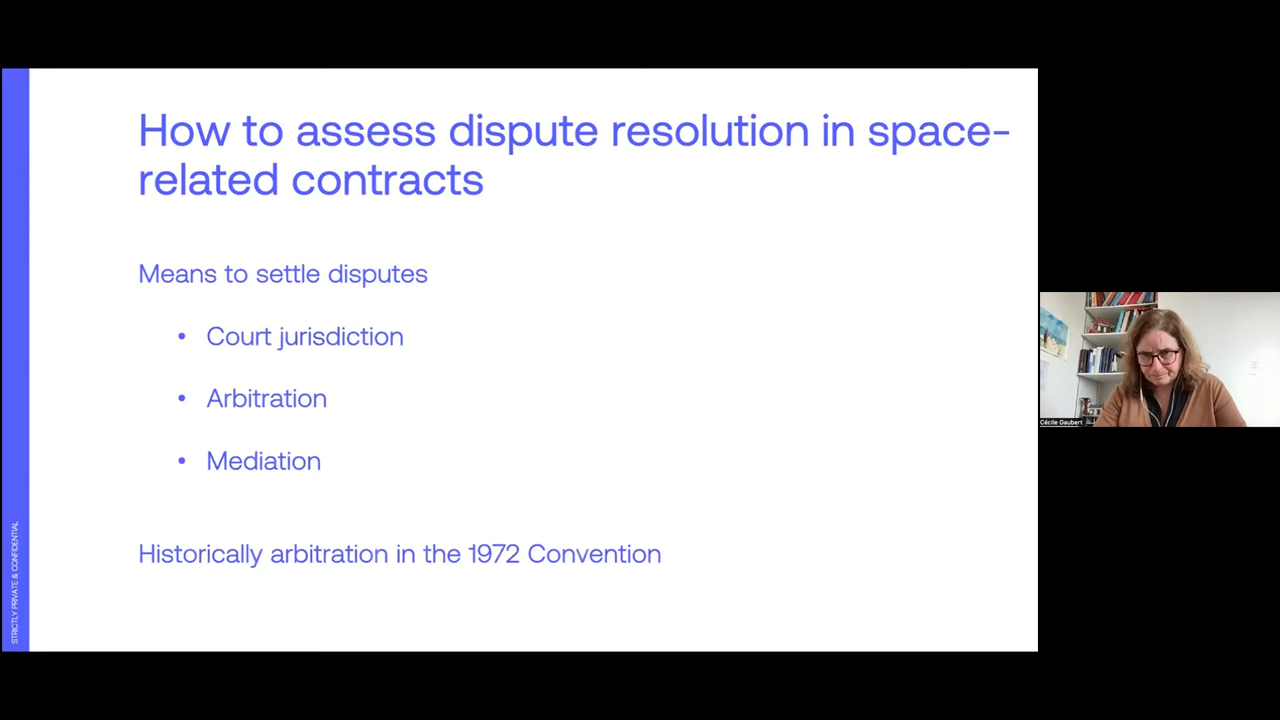 How to assess dispute resolution in space-
related contracts
Means to settle disputes
• Court jurisdiction
• Arbitration
• Mediation
Historically arbitration in the 1972 Convention
STRICTLY PRIVATE & CONFIDENTIAL
Cécile Gaubert